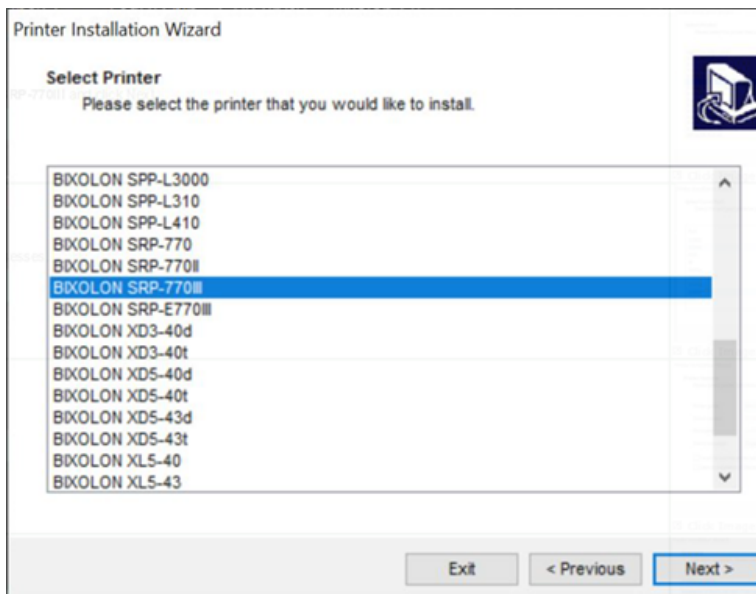 Printer Installation Wizard
Select Printer
Please select the printer that you would like to install.
BIXOLON SPP-L3000
BIXOLON SPP-L310
BIXOLON SPP-L410
BIXOLON SRP-770
BIXOLON SRP-770II
BIXOLON SRP-770III
BIXOLON SRP-E770III
BIXOLON XD3-40d
BIXOLON XD3-40t
BIXOLON XD5-40d
BIXOLON XD5-40t
BIXOLON XD5-43d
BIXOLON XD5-43t
BIXOLON XL5-40
BIXOLON XL5-43
Exit
< Previous
Next >